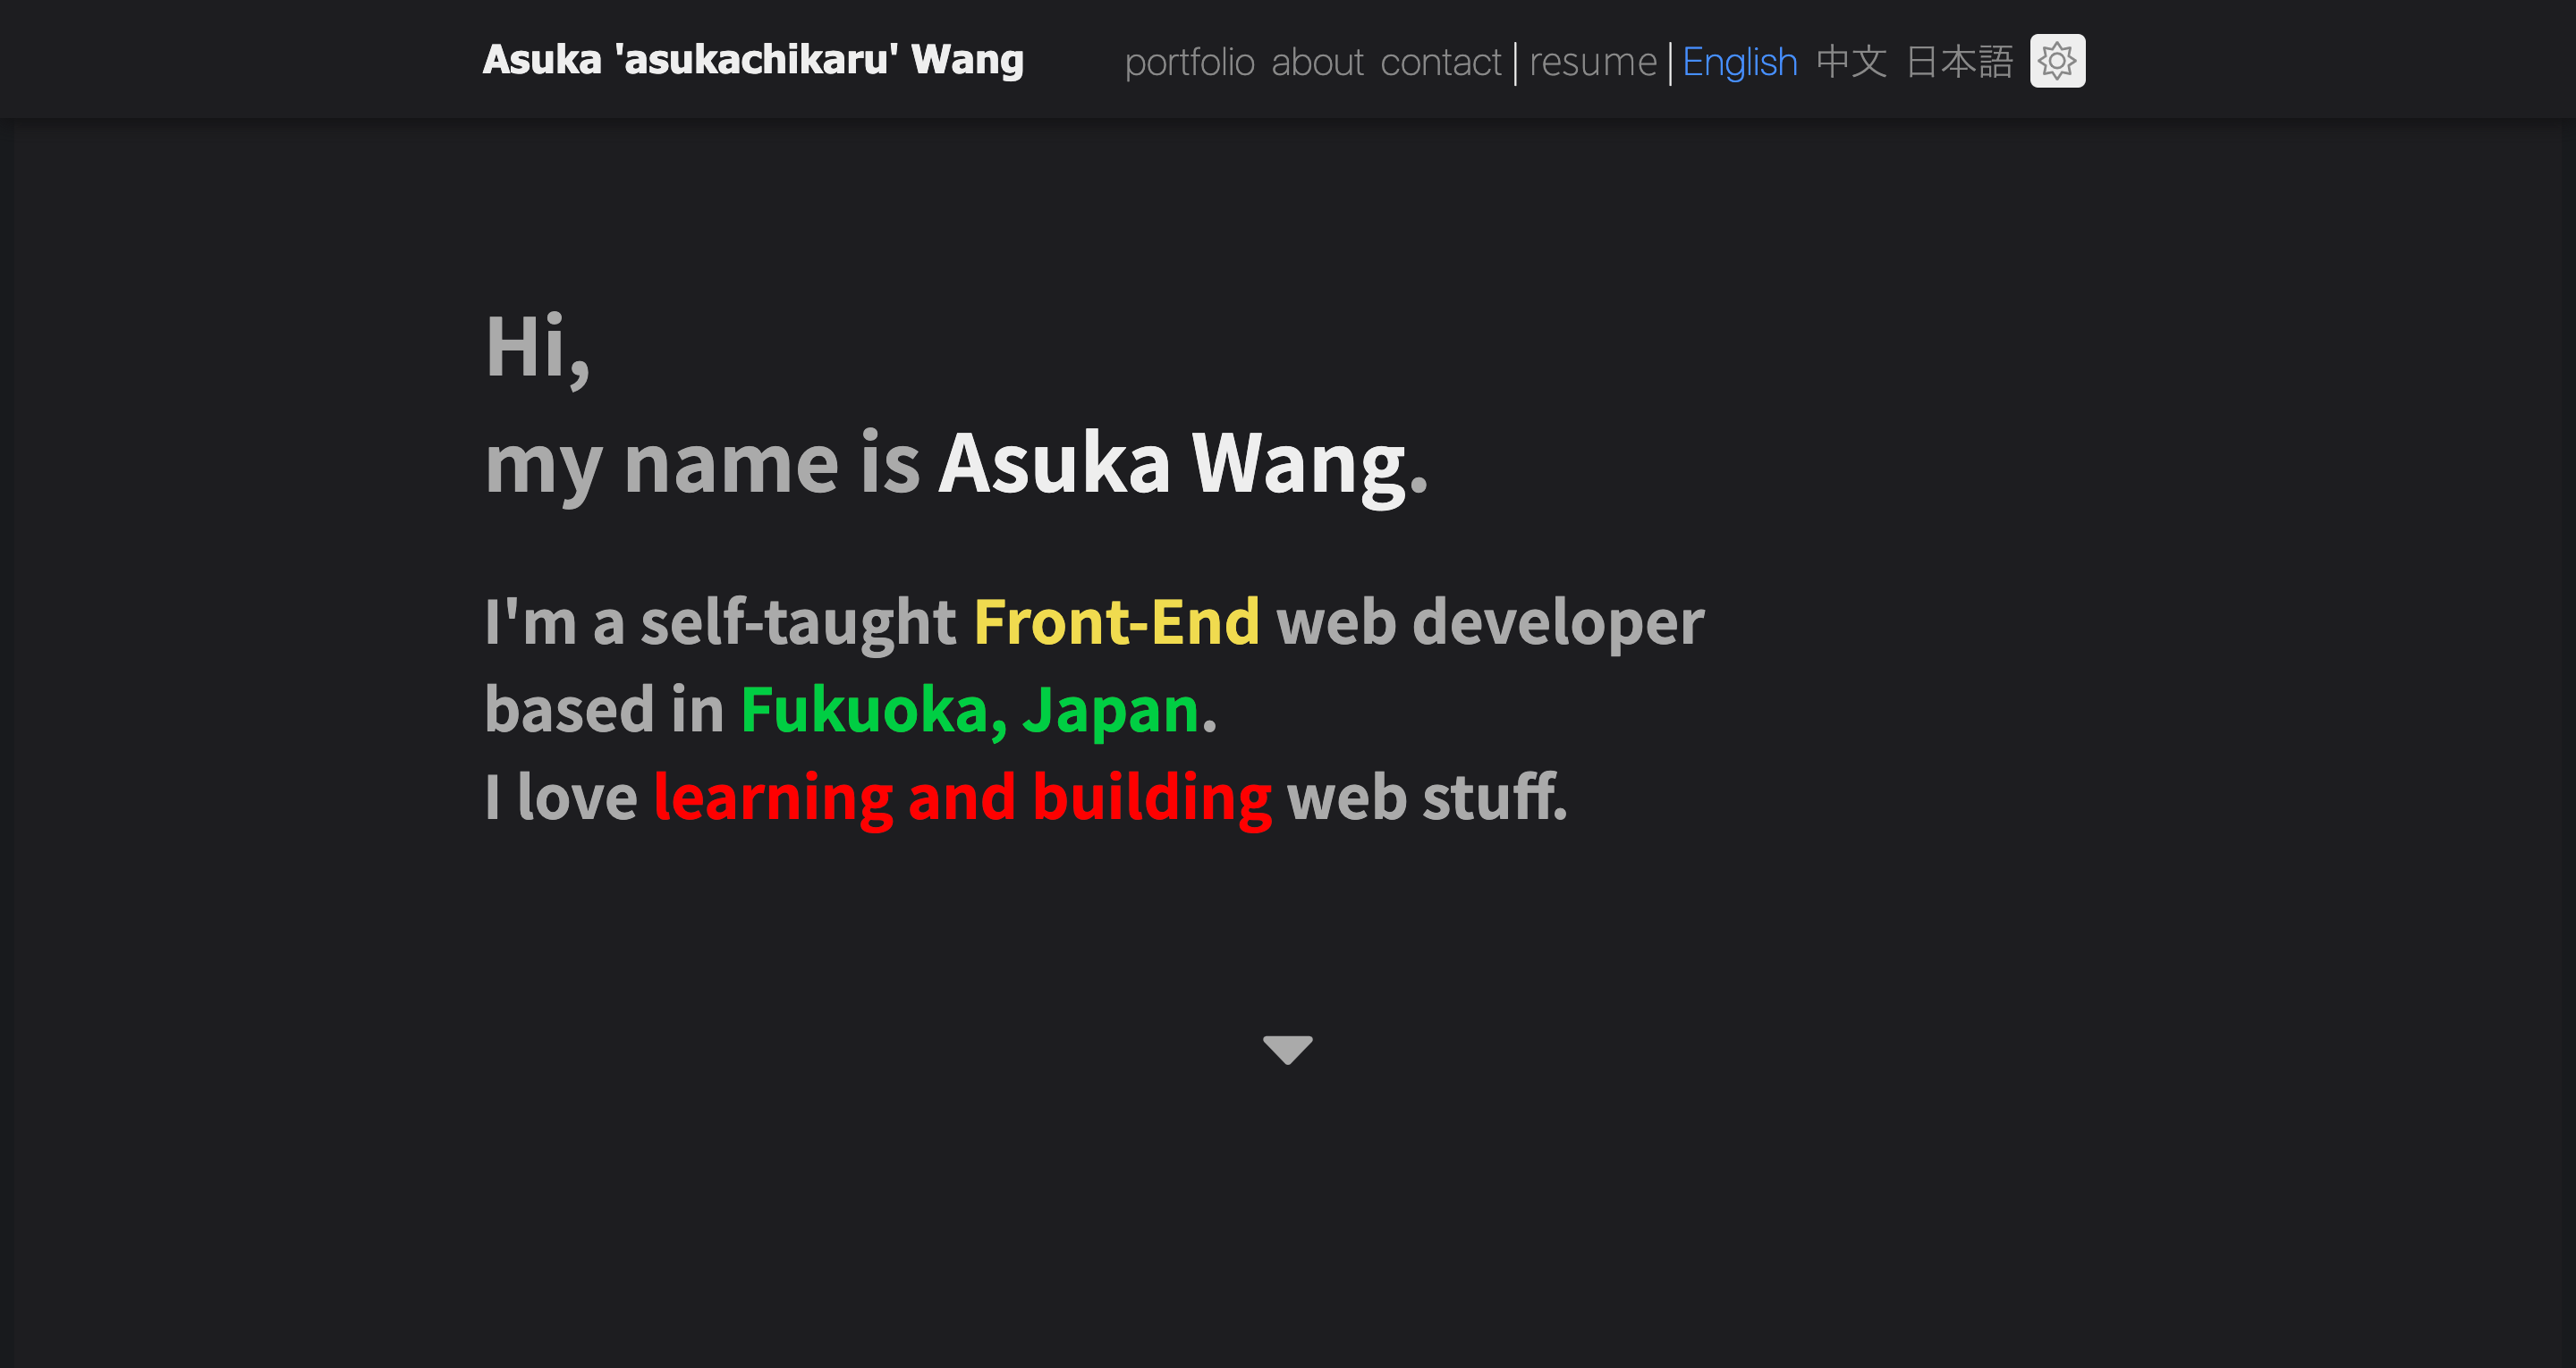 Asuka 'asukachikaru' Wang
portfolio about contact | resume | English 中文 日本語
Hi,
my name is Asuka Wang.
I'm a self-taught Front-End web developer
based in Fukuoka, Japan.
I love learning and building web stuff.